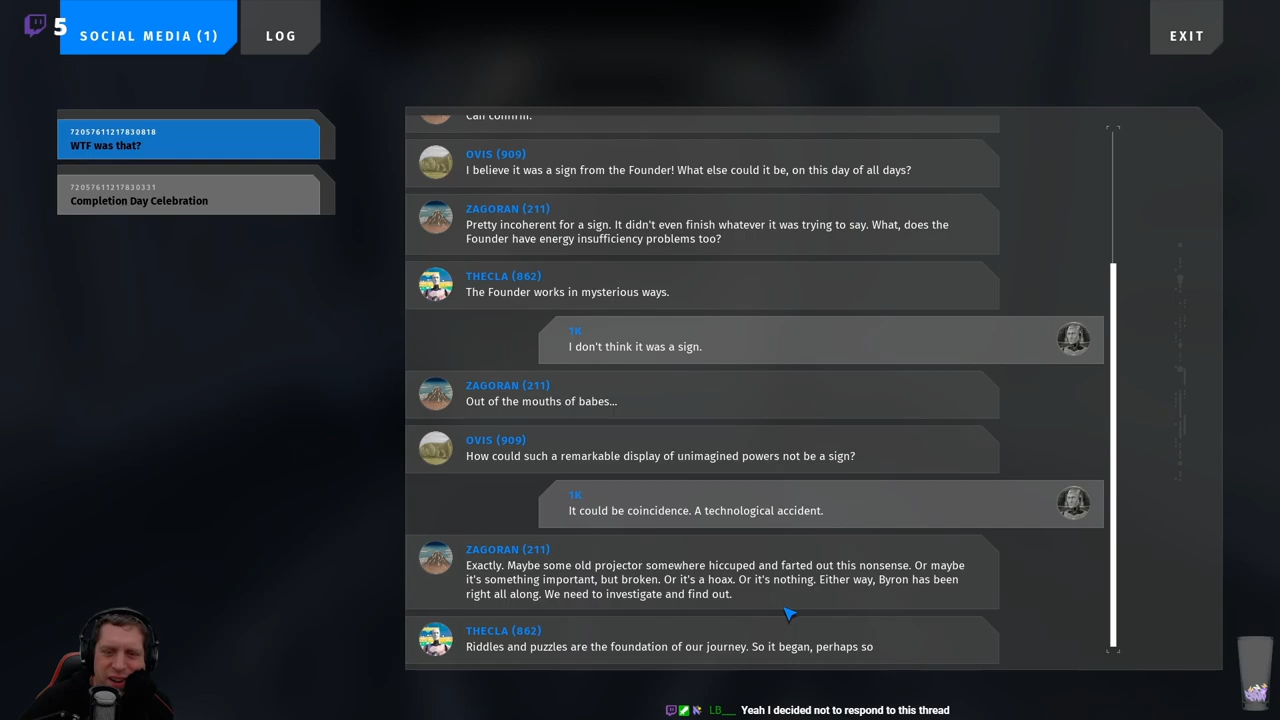 5
SOCIAL MEDIA (1)
LOG
EXIT
72057611217830818
WTF was that?
72057611217830331
Completion Day Celebration
Can confirm.
OVIS (909)
I believe it was a sign from the Founder! What else could it be, on this day of all days?
ZAGORAN (211)
Pretty incoherent for a sign. It didn't even finish whatever it was trying to say. What, does the
Founder have energy insufficiency problems too?
THECLA (862)
The Founder works in mysterious ways.
1K
I don't think it was a sign.
ZAGORAN (211)
Out of the mouths of babes...
OVIS (909)
How could such a remarkable display of unimagined powers not be a sign?
1K
It could be coincidence. A technological accident.
ZAGORAN (211)
Exactly. Maybe some old projector somewhere hiccuped and farted out this nonsense. Or maybe
it's something important, but broken. Or it's a hoax. Or it's nothing. Either way, Byron has been
right all along. We need to investigate and find out.
THECLA (862)
Riddles and puzzles are the foundation of our journey. So it began, perhaps so
LB___ Yeah I decided not to respond to this thread